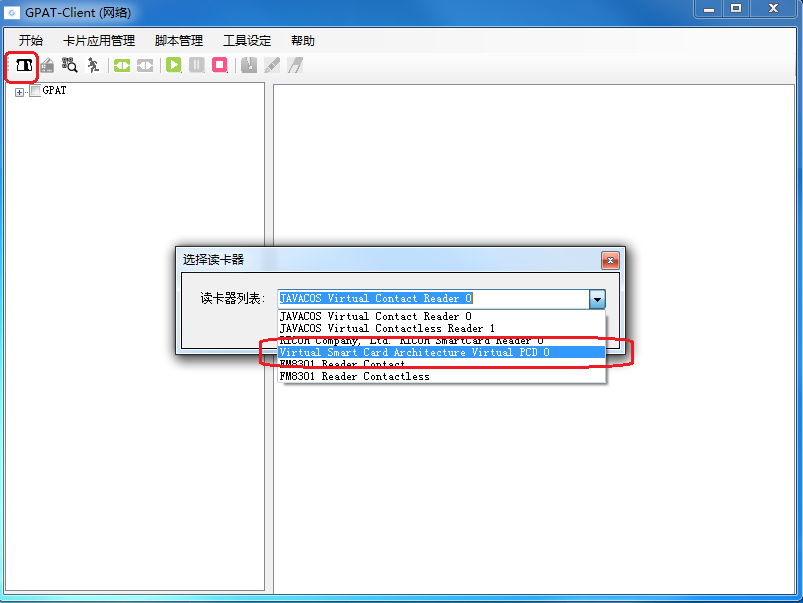 GPAT-Client (网络)
开始 卡片应用管理 脚本管理 工具设定 帮助
GPAT
选择读卡器
读卡器列表: JAVACOS Virtual Contact Reader 0
JAVACOS Virtual Contact Reader 0
JAVACOS Virtual Contactless Reader 1
RICOH Company, Ltd. RICOH SmartCard Reader 0
Virtual Smart Card Architecture Virtual PCD 0
FM8301 Reader Contact
FM8301 Reader Contactless